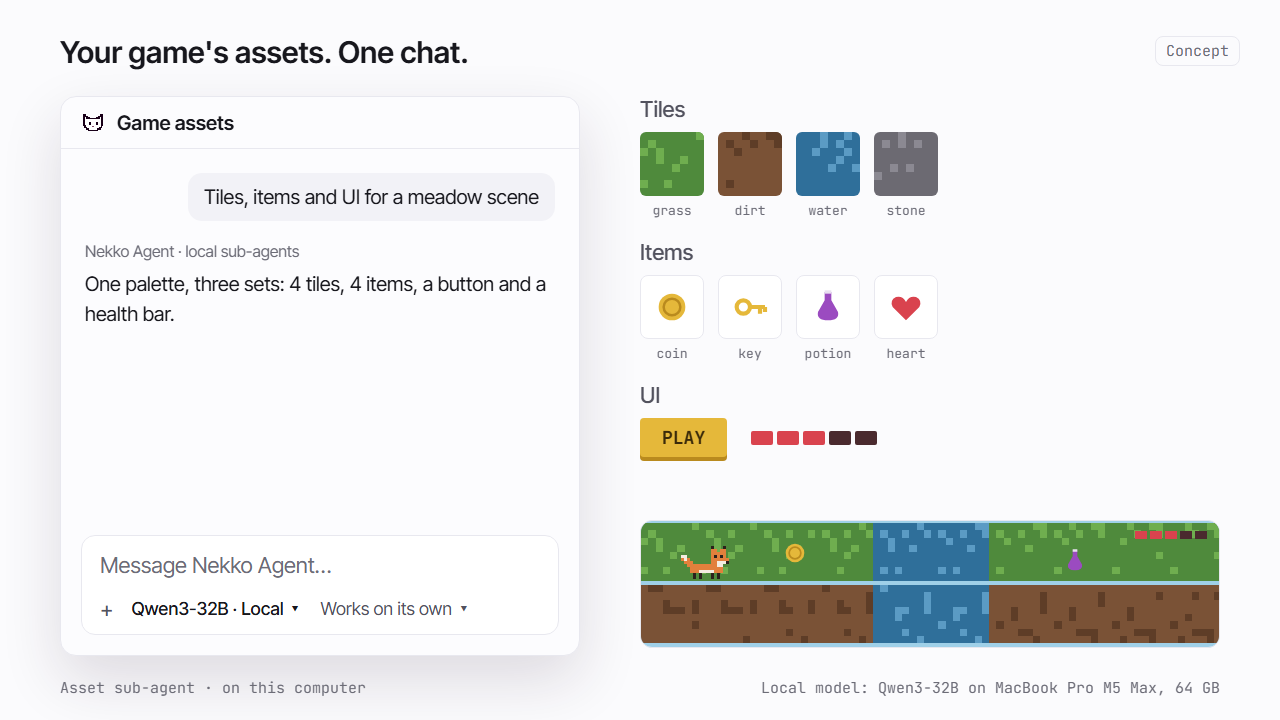 Your game's assets. One chat.
Concept
Game assets
Tiles, items and UI for a meadow scene
Nekko Agent · local sub-agents
One palette, three sets: 4 tiles, 4 items, a button and a
health bar.
Message Nekko Agent...
+ Qwen3-32B · Local ▾ Works on its own ▾
Tiles
grass dirt water stone
Items
coin key potion heart
UI
PLAY
Asset sub-agent · on this computer
Local model: Qwen3-32B on MacBook Pro M5 Max, 64 GB